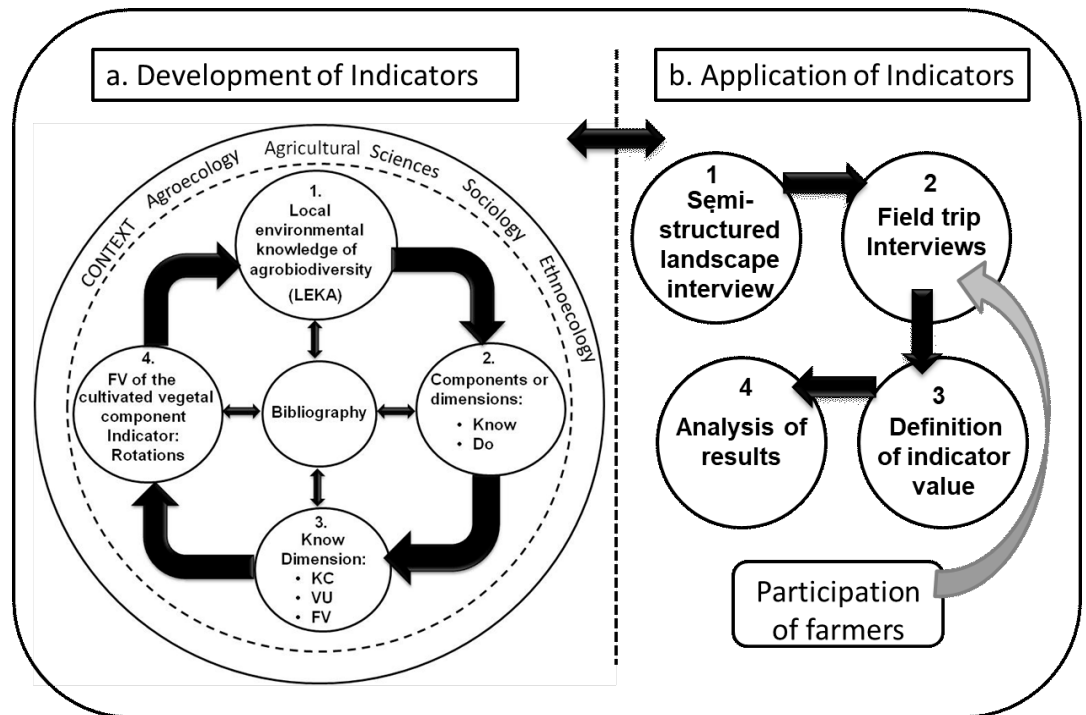 a. Development of Indicators
CONTEXT Agroecology Agricultural Sciences Sociology Ethnoecology
1.
Local
environmental
knowledge of
agrobiodiversity
(LEKA)
2.
Components or
dimensions:
• Know
• Do
3.
Know
Dimension:
• KC
• VU
• FV
4.
FV of the
cultivated vegetal
component
Indicator:
Rotations
Bibliography
b. Application of Indicators
1
Semi-
structured
landscape
interview
2
Field trip
Interviews
3
Definition
of indicator
value
4
Analysis of
results
Participation
of farmers